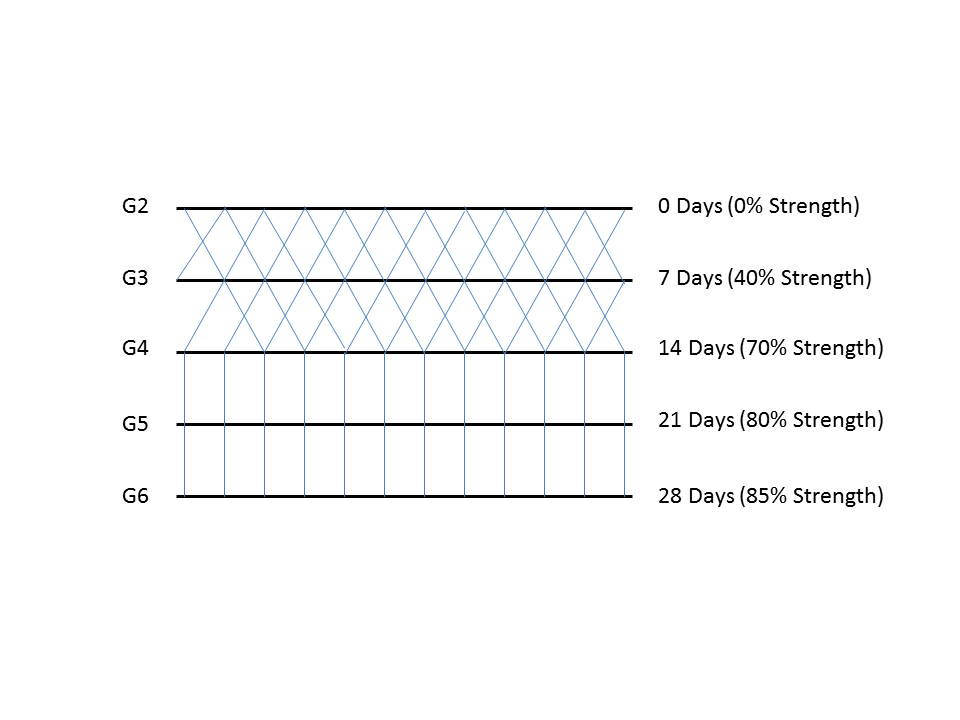 G2 0 Days (0% Strength)
G3 7 Days (40% Strength)
G4 14 Days (70% Strength)
G5 21 Days (80% Strength)
G6 28 Days (85% Strength)